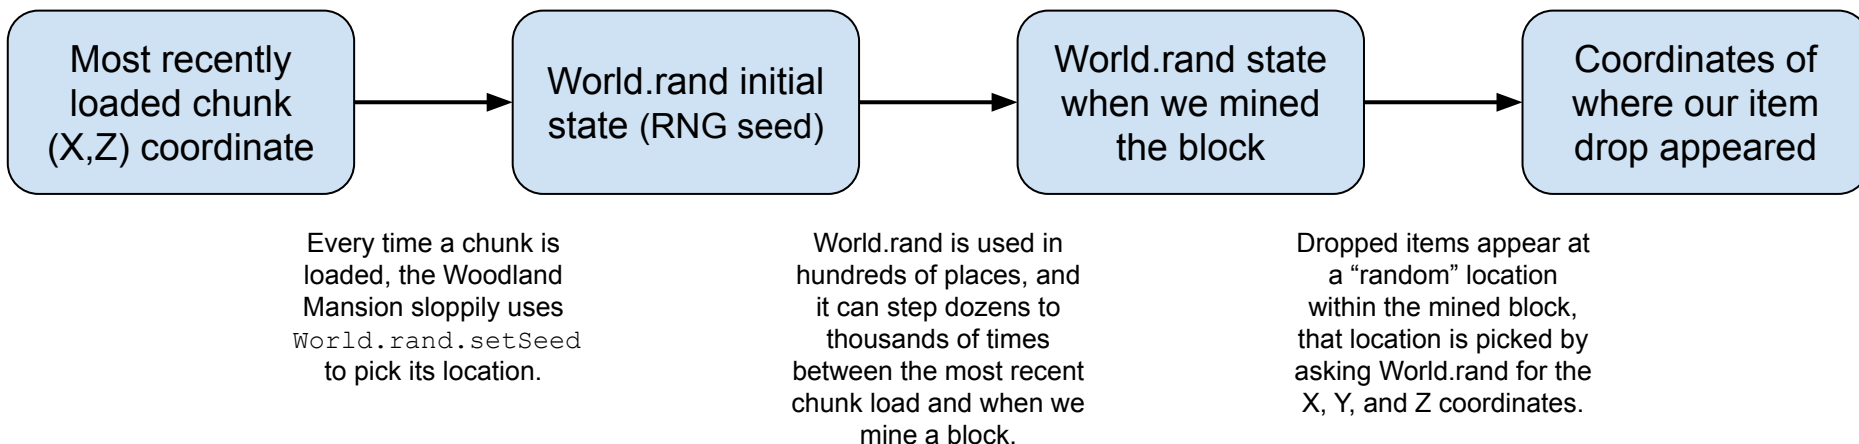 Most recently
loaded chunk
(X,Z) coordinate
World.rand initial
state (RNG seed)
World.rand state
when we mined
the block
Coordinates of
where our item
drop appeared
Every time a chunk is
loaded, the Woodland
Mansion sloppily uses
World.rand.setSeed
to pick its location.
World.rand is used in
hundreds of places, and
it can step dozens to
thousands of times
between the most recent
chunk load and when we
mine a block.
Dropped items appear at
a “random” location
within the mined block,
that location is picked by
asking World.rand for the
X, Y, and Z coordinates.